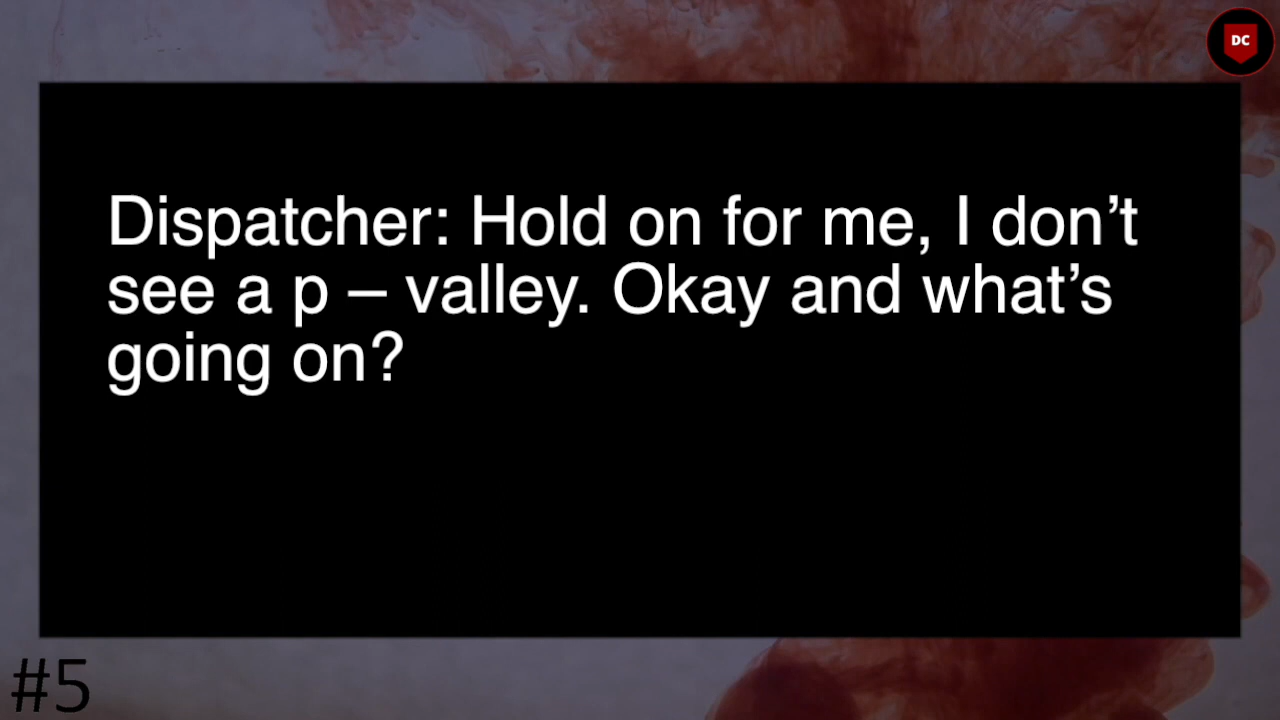 DC
Dispatcher: Hold on for me, I don’t
see a p – valley. Okay and what’s
going on?
#5